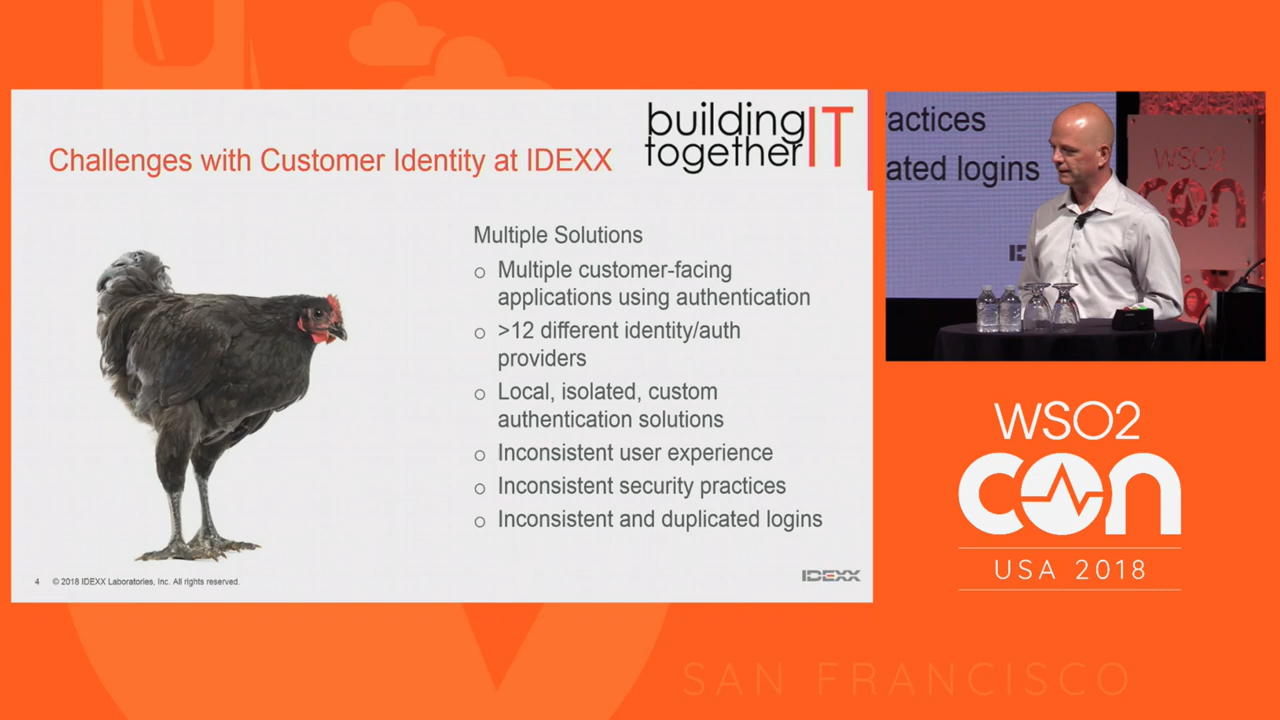 building
together IT
Challenges with Customer Identity at IDEXX
Multiple Solutions
o Multiple customer-facing
applications using authentication
o >12 different identity/auth
providers
o Local, isolated, custom
authentication solutions
o Inconsistent user experience
o Inconsistent security practices
o Inconsistent and duplicated logins
4 © 2018 IDEXX Laboratories, Inc. All rights reserved.
IDEXX
ractices
ated logins
WSO2
con
WSO2
con
USA 2018
SAN FRANCISCO